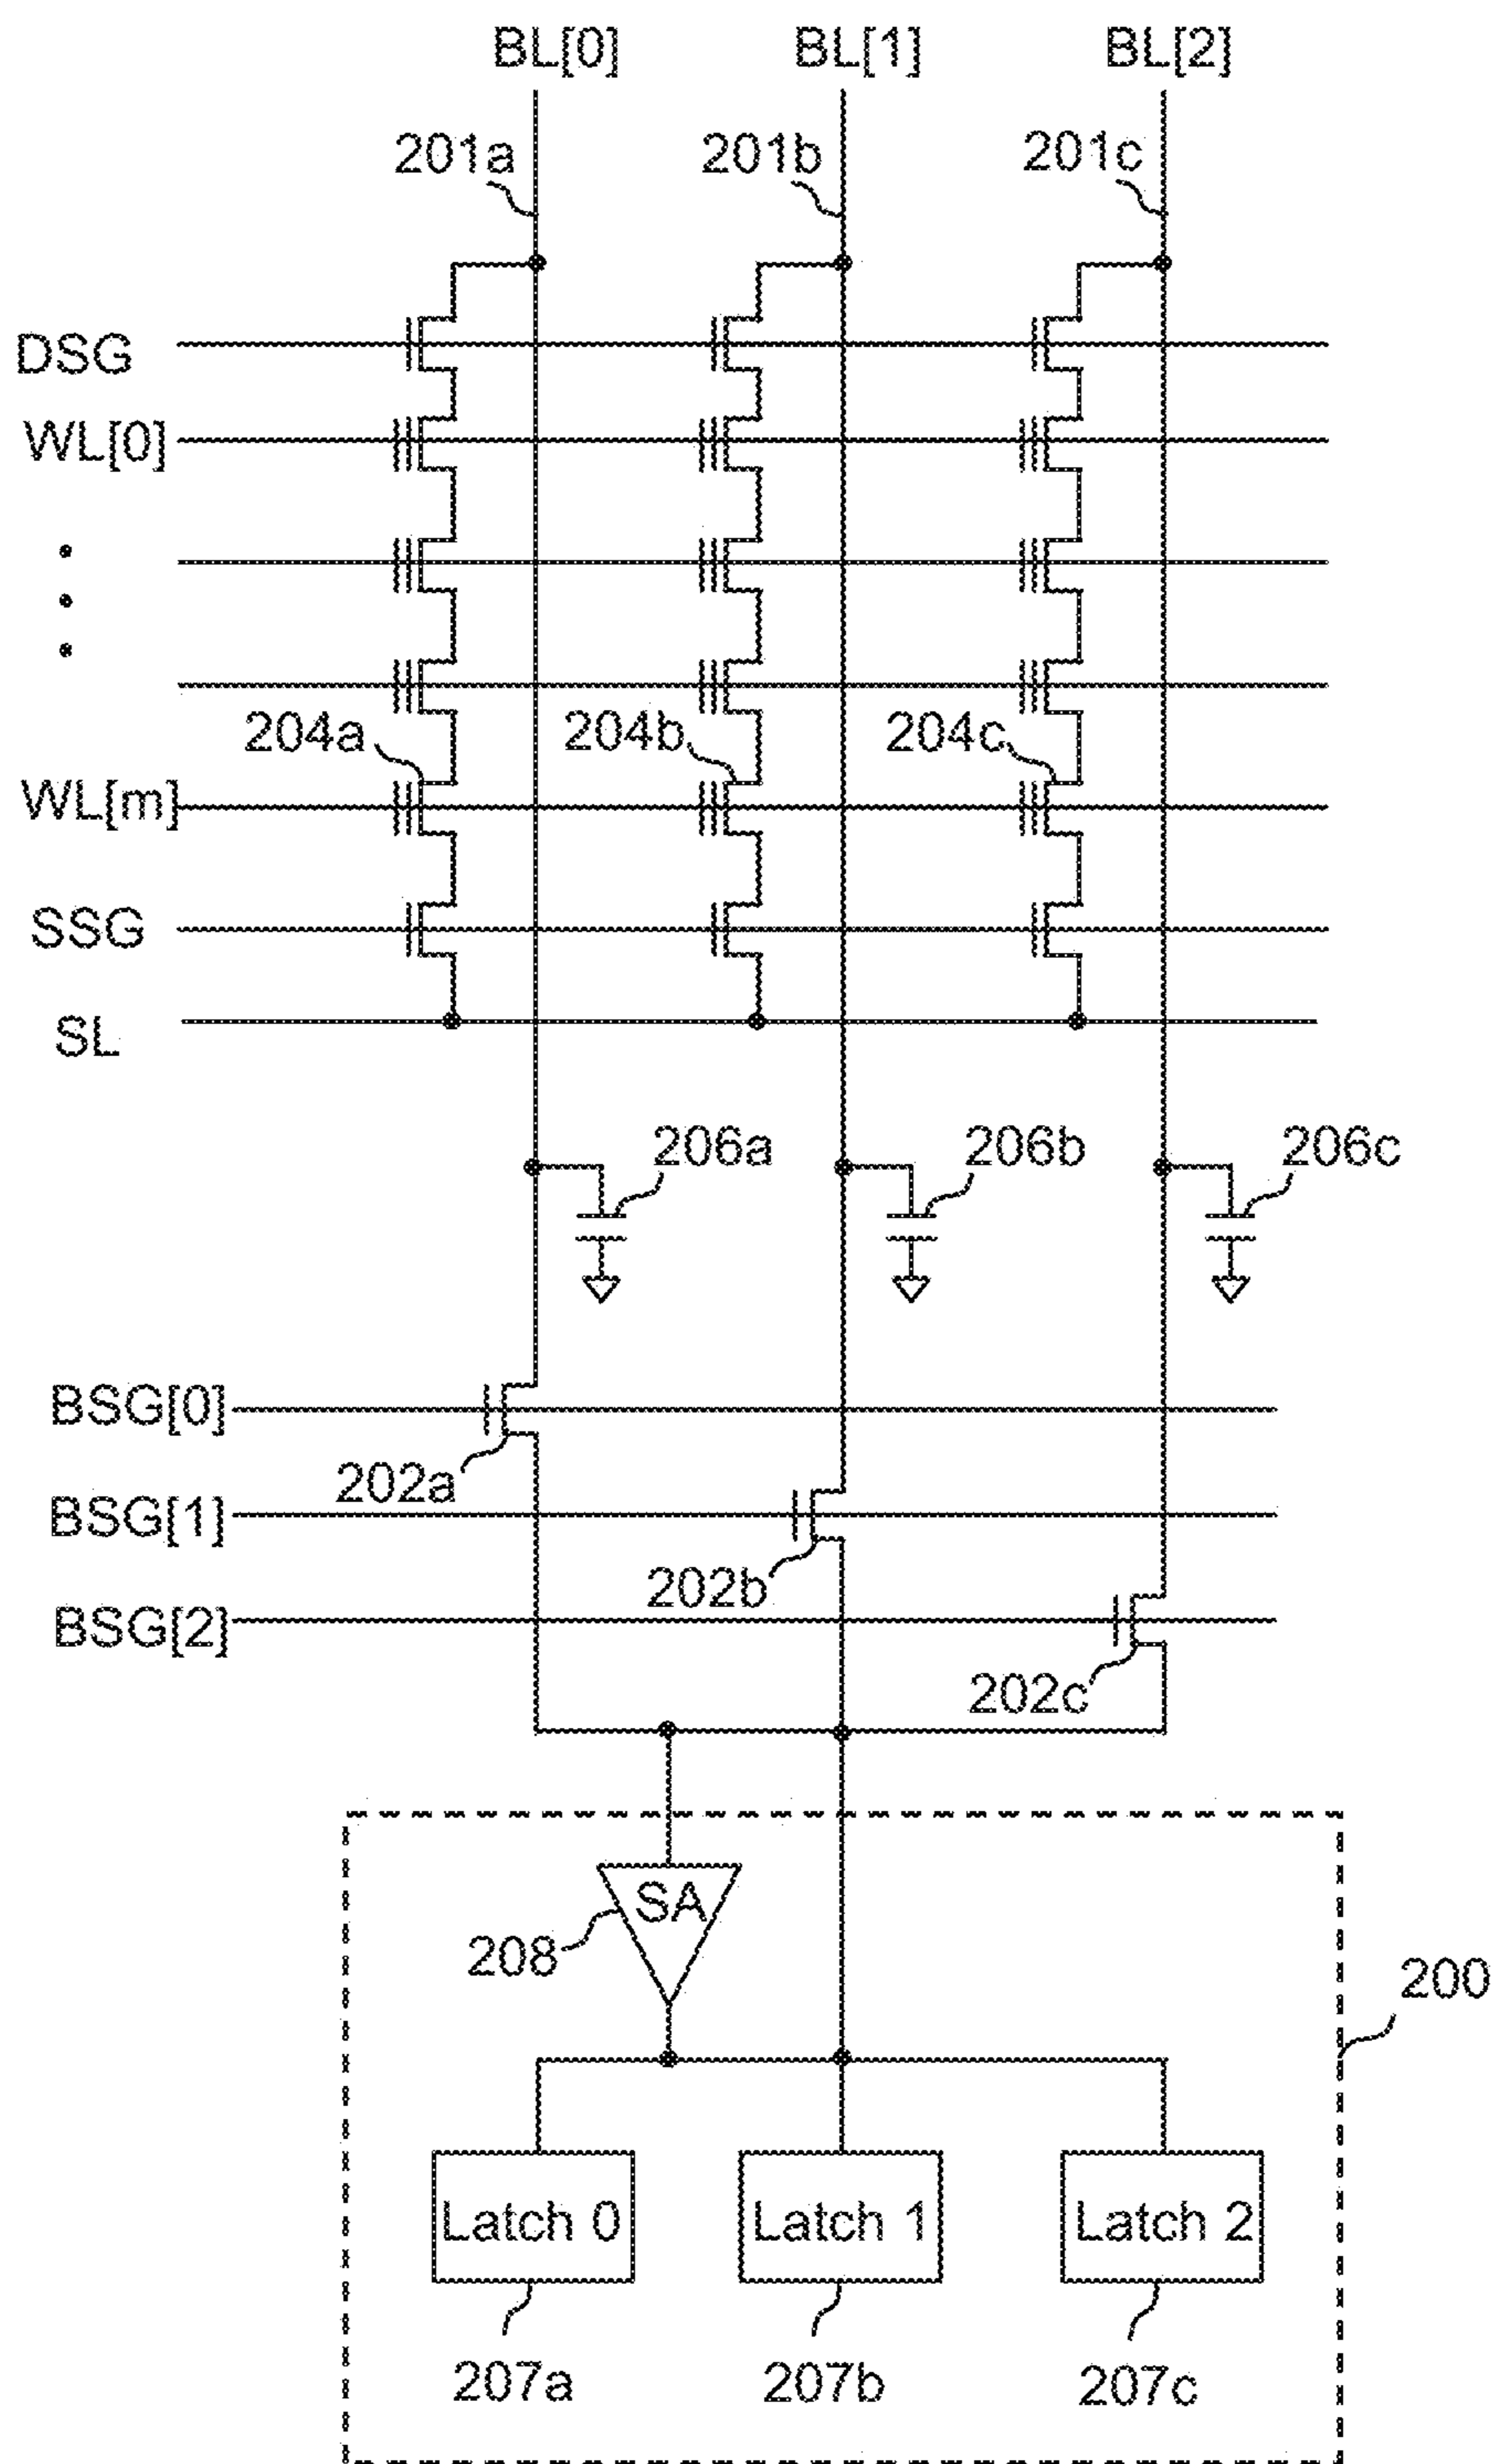 BL[0] BL[1] BL[2]
201a 201b 201c
DSG
WL[0]
204a 204b 204c
WL[m]
SSG
SL
206a 206b 206c
BSG[0]
202a
BSG[1]
202b
BSG[2]
202c
SA
208
200
Latch 0 Latch 1 Latch 2
207a 207b 207c